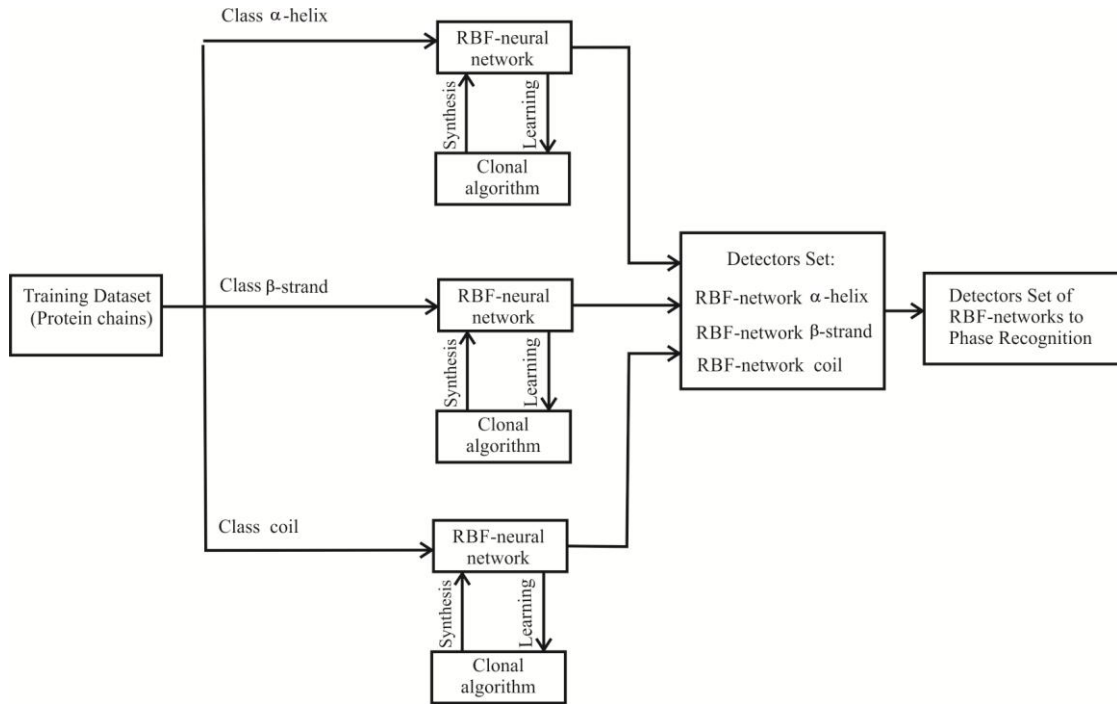 Class α-helix
RBF-neural
network
Synthesis
Learning
Clonal
algorithm
Training Dataset
(Protein chains)
Class β-strand
RBF-neural
network
Synthesis
Learning
Clonal
algorithm
Class coil
RBF-neural
network
Synthesis
Learning
Clonal
algorithm
Detectors Set:
RBF-network α-helix
RBF-network β-strand
RBF-network coil
Detectors Set of
RBF-networks to
Phase Recognition